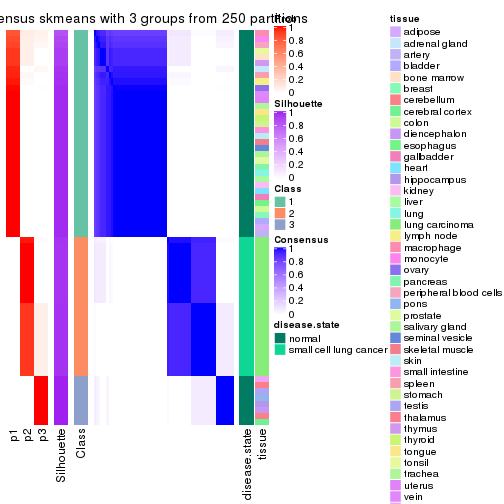 ensus skmeans with 3 groups from 250 partitions
1
0.8
0.6
0.4
0.2
0
Silhouette
1
0.8
0.6
0.4
0.2
0
Class
1
2
3
Consensus
1
0.8
0.6
0.4
0.2
0
disease.state
normal
small cell lung cancer
tissue
adipose
adrenal gland
artery
bladder
bone marrow
breast
cerebellum
cerebral cortex
colon
diencephalon
esophagus
gallbadder
heart
hippocampus
kidney
liver
lung
lung carcinoma
lymph node
macrophage
monocyte
ovary
pancreas
peripheral blood cells
pons
prostate
salivary gland
seminal vesicle
skeletal muscle
skin
small intestine
spleen
stomach
testis
thalamus
thymus
thyroid
tongue
tonsil
trachea
uterus
vein
p1
p2
p3
Silhouette
Class
disease.state
tissue